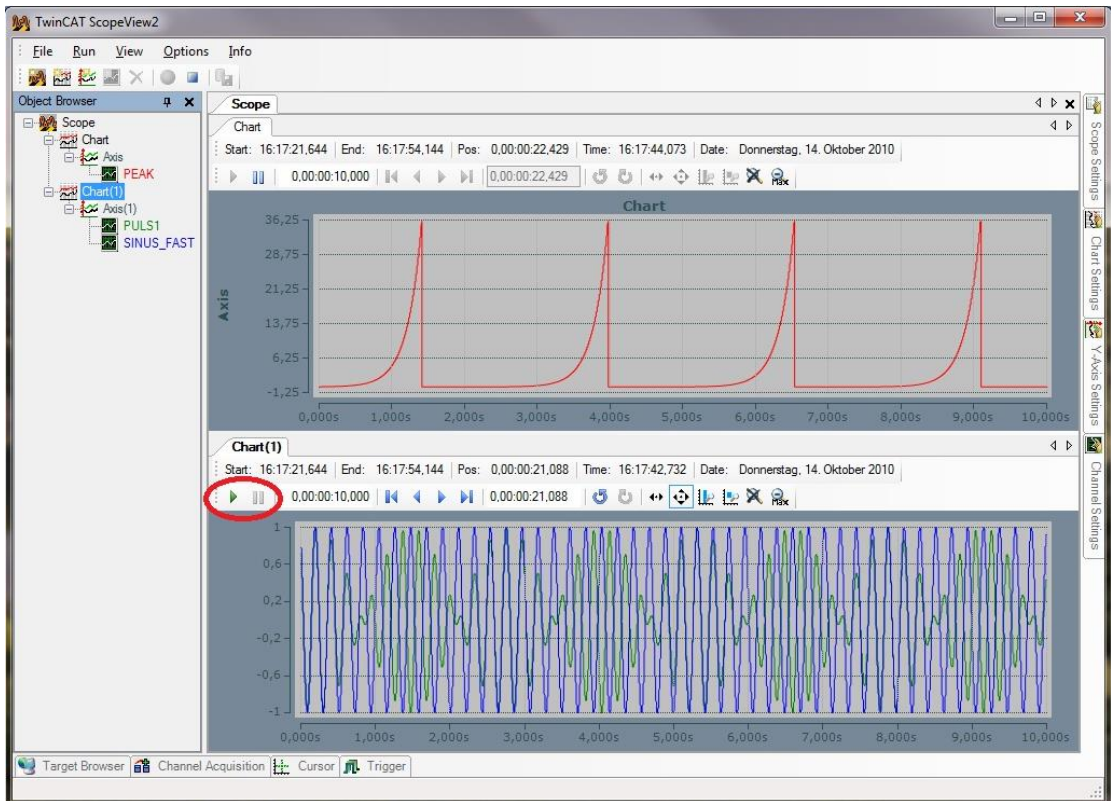 TwinCAT ScopeView2
File Run View Options Info
Object Browser
Scope
Chart
Axis
PEAK
Chart(1)
Axis(1)
PULS1
SINUS_FAST
Scope
Chart
Start: 16:17:21,644 End: 16:17:54,144 Pos: 0,00:00:22,429 Time: 16:17:44,073 Date: Donnerstag, 14. Oktober 2010
0,00:00:10,000 0,00:00:22,429 Max
Chart
Axis
36,25
28,75
21,25
13,75
6,25
-1,25
0,000s 1,000s 2,000s 3,000s 4,000s 5,000s 6,000s 7,000s 8,000s 9,000s 10,000s
Chart(1)
Start: 16:17:21,644 End: 16:17:54,144 Pos: 0,00:00:21,088 Time: 16:17:42,732 Date: Donnerstag, 14. Oktober 2010
0,00:00:10,000 0,00:00:21,088 Max
1
0,6
0,2
-0,2
-0,6
-1
0,000s 1,000s 2,000s 3,000s 4,000s 5,000s 6,000s 7,000s 8,000s 9,000s 10,000s
Scope Settings
Chart Settings
Y-Axis Settings
Channel Settings
Target Browser Channel Acquisition Cursor Trigger